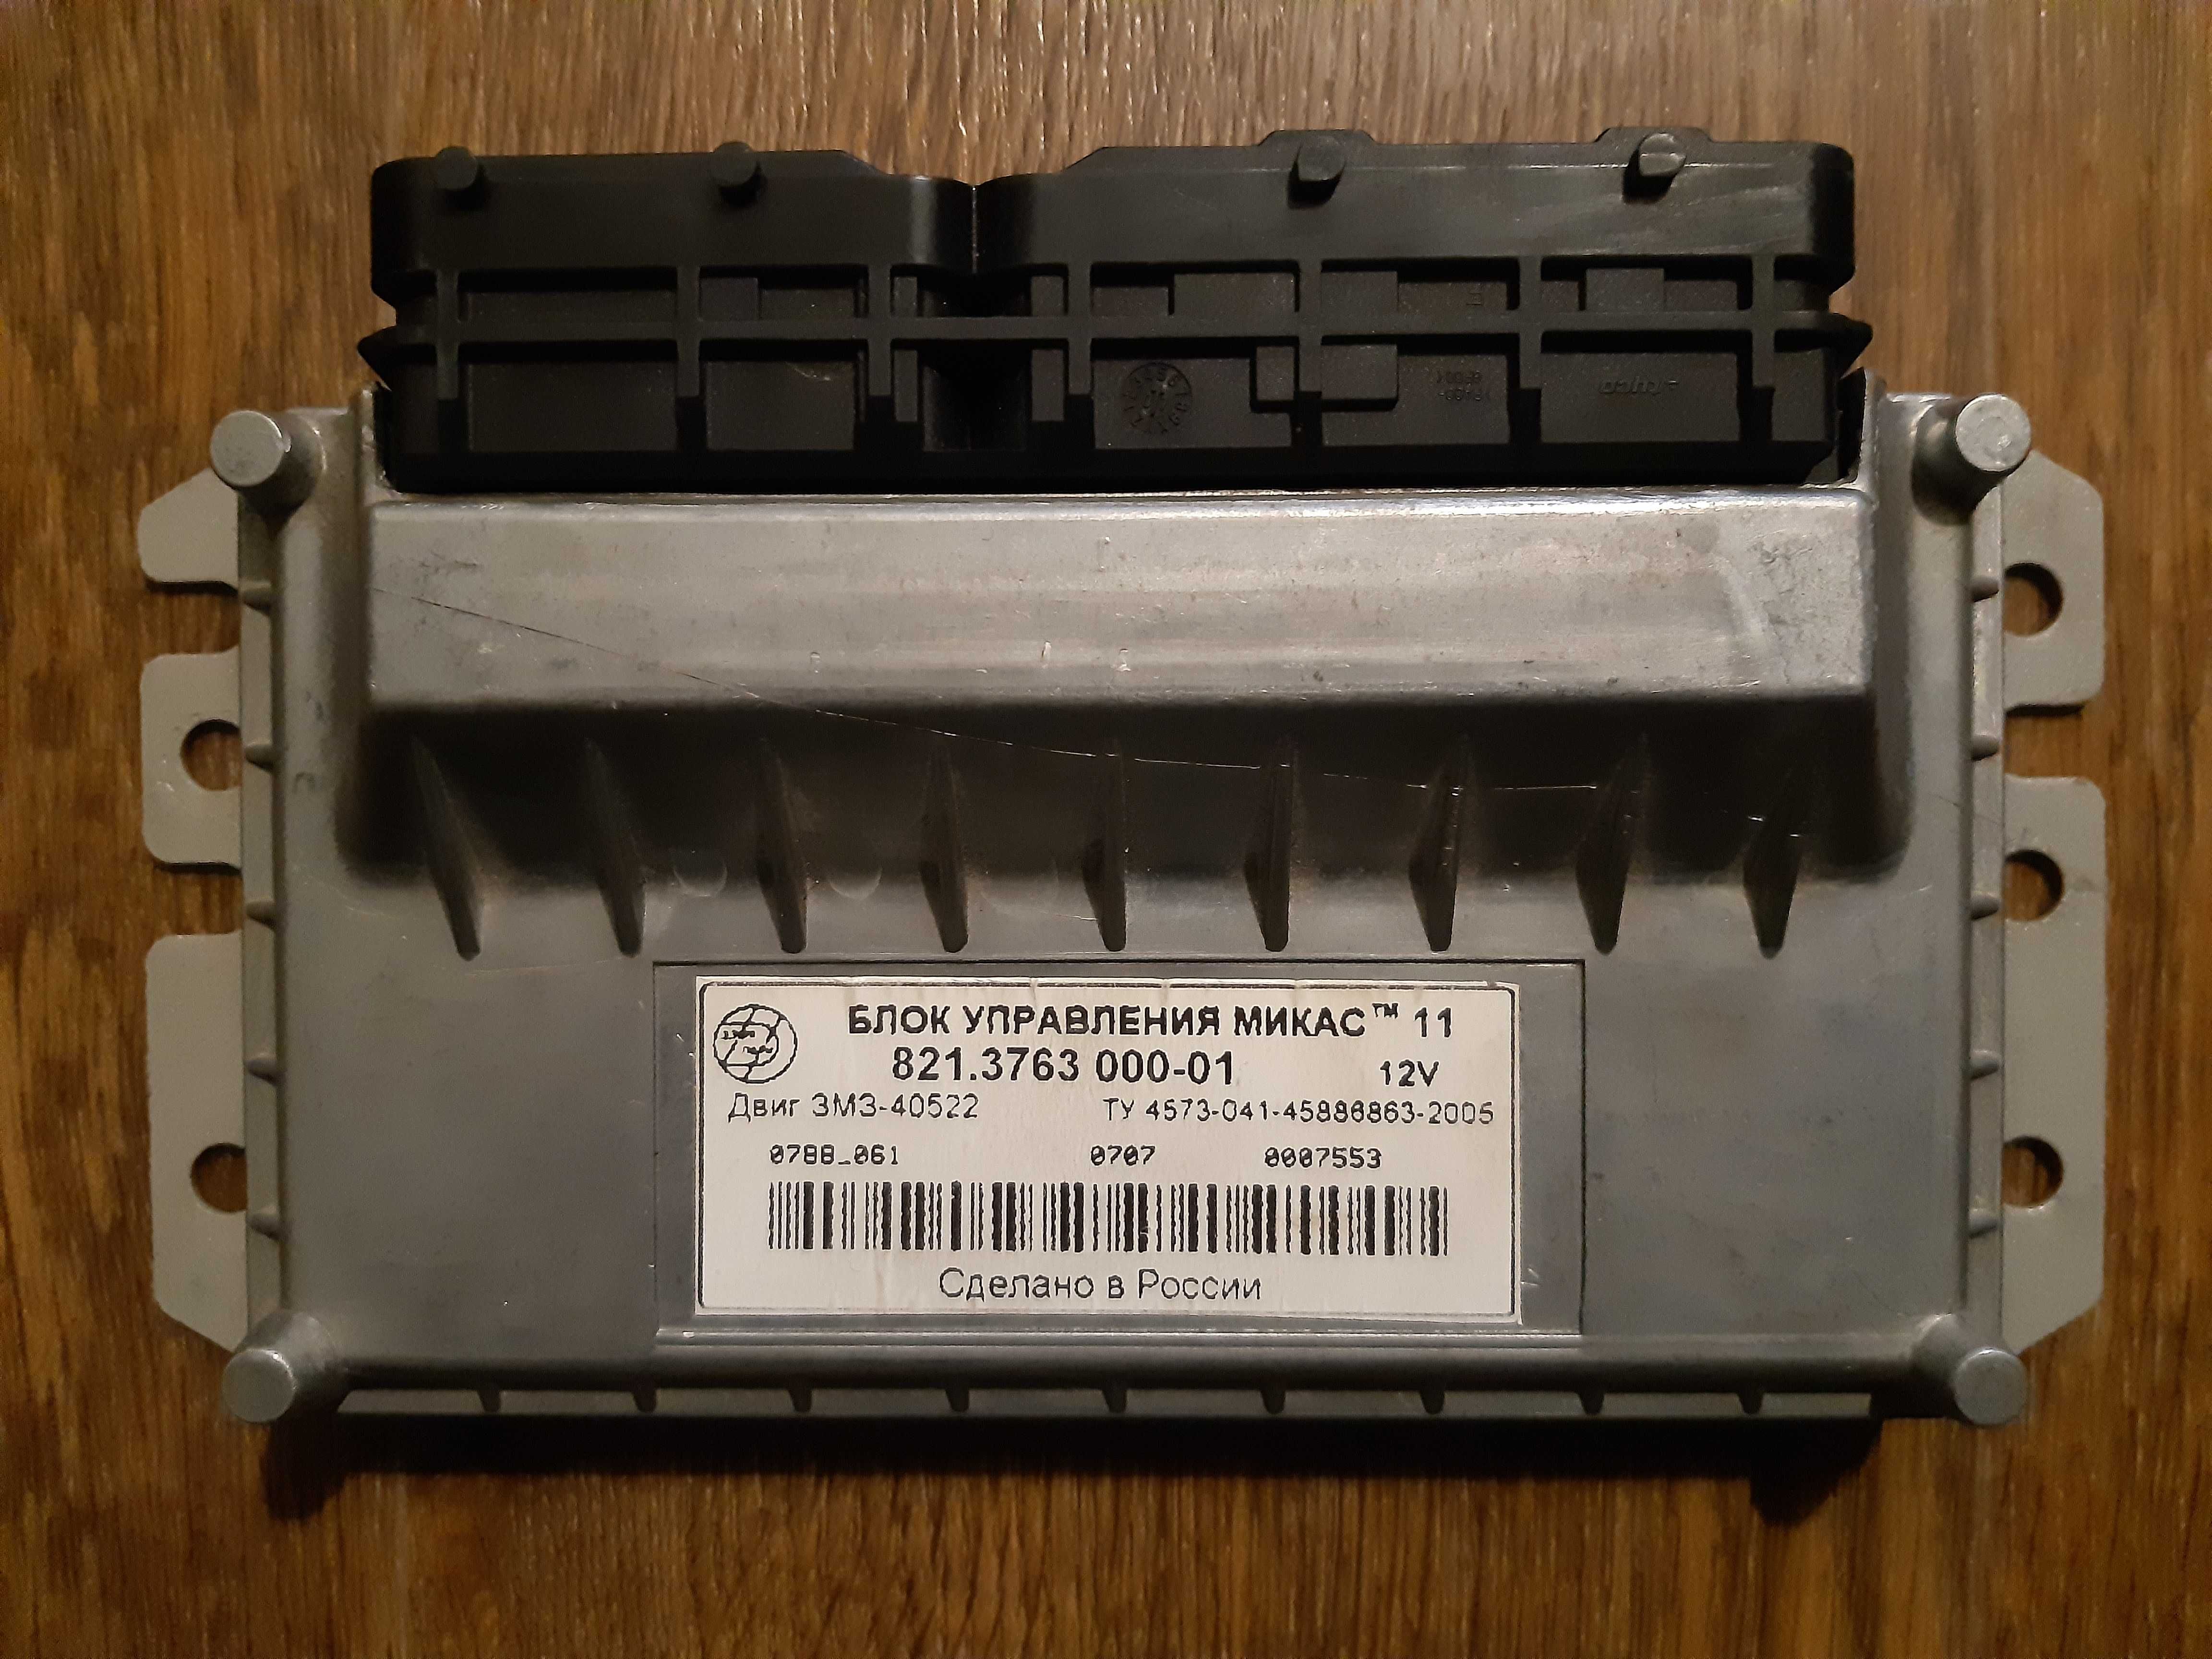 БЛОК УПРАВЛЕНИЯ МИКАС™ 11
821.3763 000-01 12V
Двиг ЗМЗ-40522 ТУ 4573-041-45886863-2005
0788_061 0707 0007553
Сделано в России